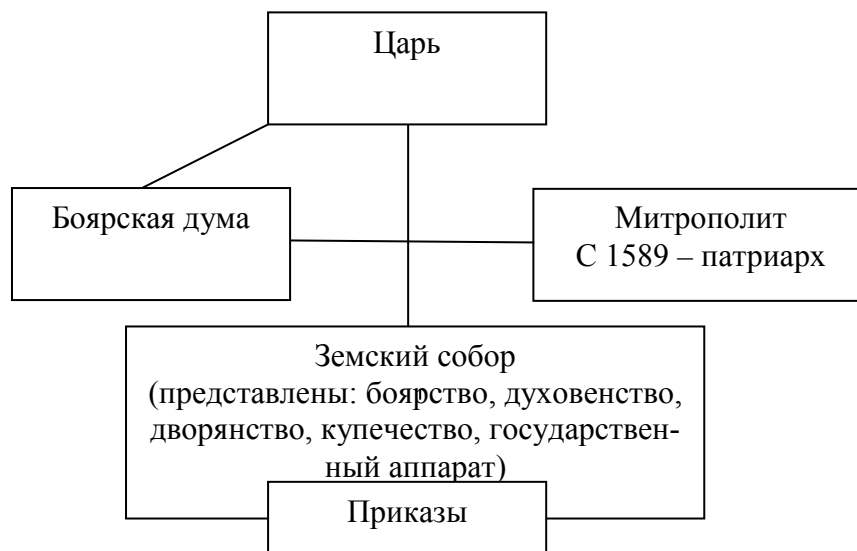 Царь
Боярская дума
Митрополит
С 1589 – патриарх
Земский собор
(представлены: боярство, духовенство,
дворянство, купечество, государствен-
ный аппарат)
Приказы